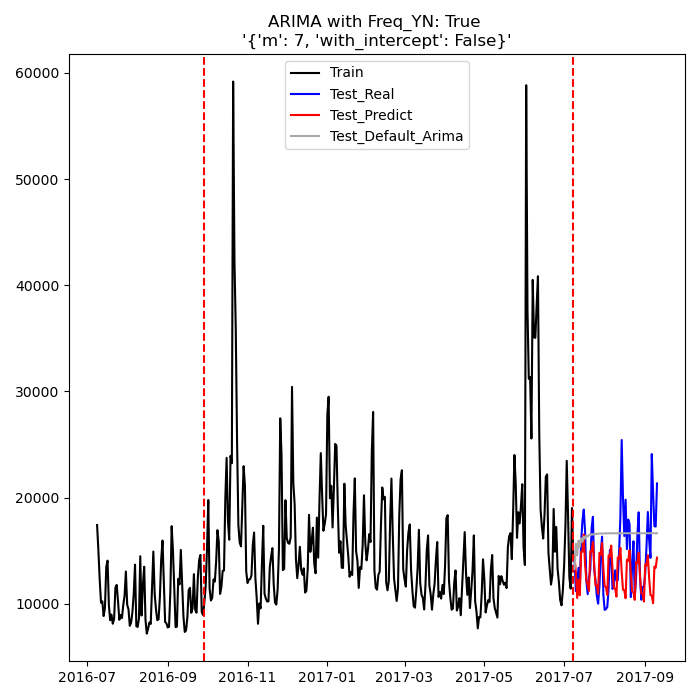 ARIMA with Freq_YN: True
'{'m': 7, 'with_intercept': False}'
60000
50000
40000
30000
20000
10000
Train
Test_Real
Test_Predict
Test_Default_Arima
2016-07
2016-09
2016-11
2017-01
2017-03
2017-05
2017-07
2017-09